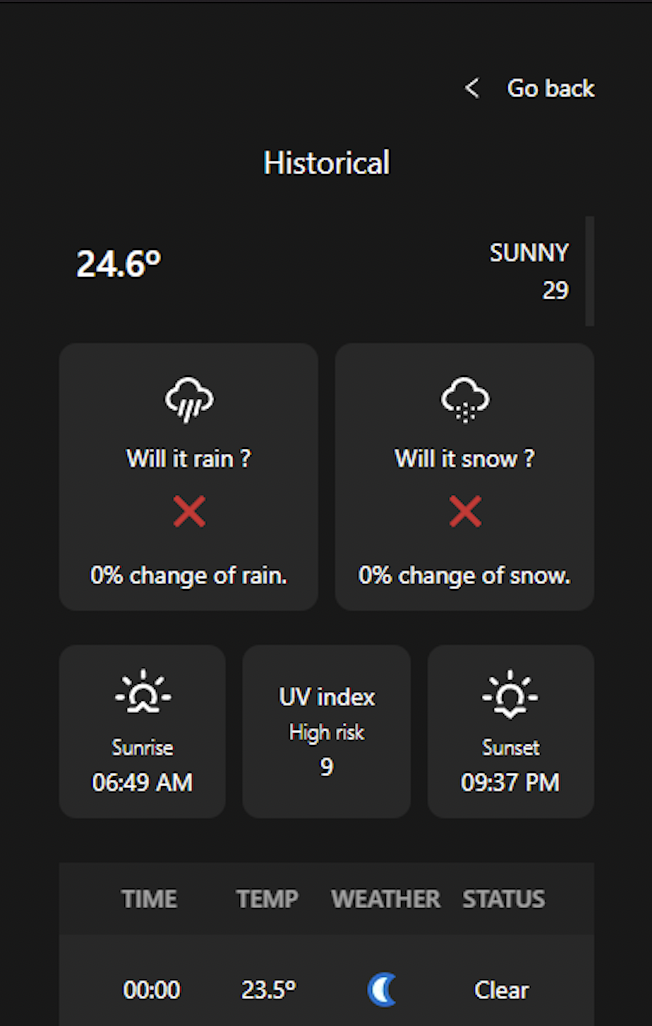 Go back
Historical
24.6º
SUNNY
29
Will it rain ?
0% change of rain.
Will it snow ?
0% change of snow.
Sunrise
06:49 AM
UV index
High risk
9
Sunset
09:37 PM
TIME TEMP WEATHER STATUS
00:00 23.5º Clear